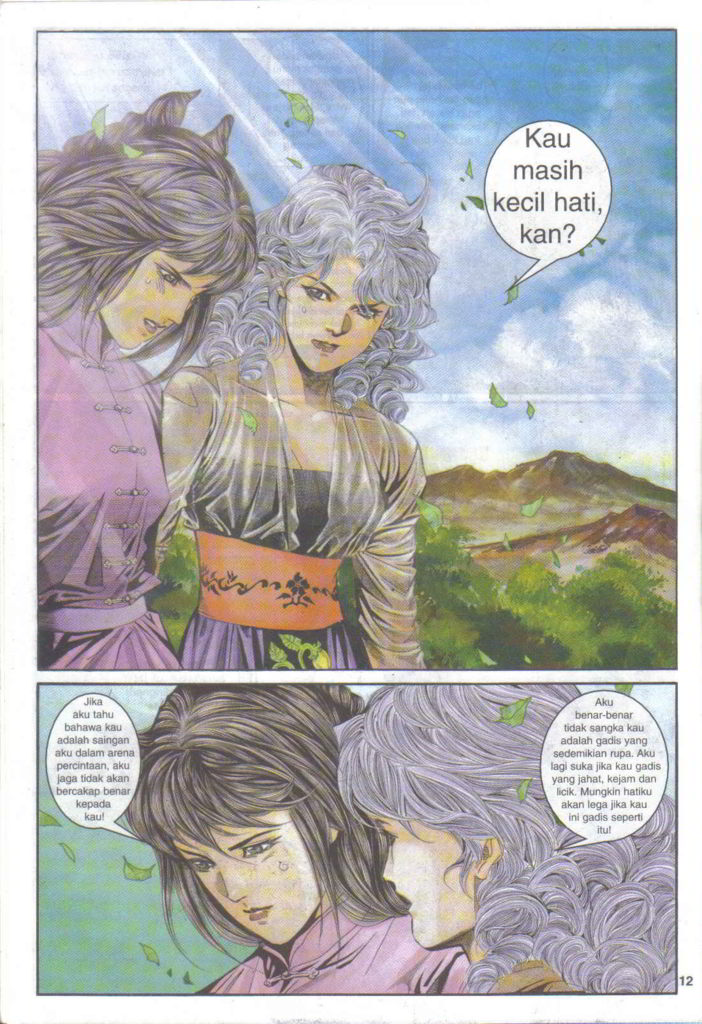 Kau
masih
kecil hati,
kan?
Jika
aku tahu
bahawa kau
adalah saingan
aku dalam arena
percintaan, aku
jaga tidak akan
bercakap benar
kepada
kau!
Aku
benar-benar
tidak sangka kau
adalah gadis yang
sedemikian rupa. Aku
lagi suka jika kau gadis
yang jahat, kejam dan
licik. Mungkin hatiku
akan lega jika kau
ini gadis seperti
itu!
12